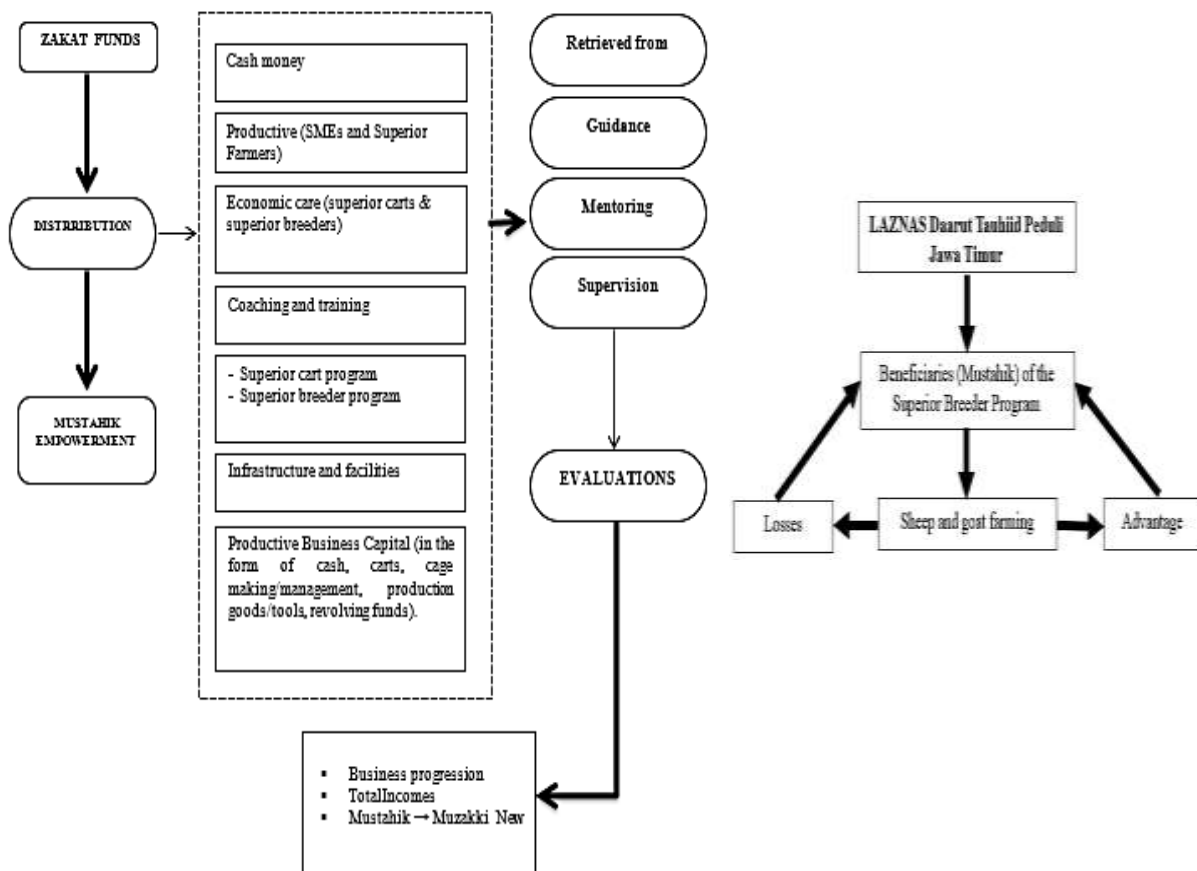 ZAKAT FUNDS
DISTRRIBUTION
MUSTAHIK
EMPOWERMENT
Cash money
Productive (SMEs and Superior
Farmers)
Economic care (superior carts &
superior breeders)
Coaching and training
- Superior cart program
- Superior breeder program
Infrastructure and facilities
Productive Business Capital (in the
form of cash, carts, cage
making/management, production
goods/tools, revolving funds).
Retrieved from
Guidance
Mentoring
Supervision
EVALUATIONS
▪ Business progression
▪ TotalIncomes
▪ Mustahik → Muzakki New
LAZNAS Daarut Tauhiid Peduli
Jawa Timur
Beneficiaries (Mustahik) of the
Superior Breeder Program
Losses
Sheep and goat farming
Advantage